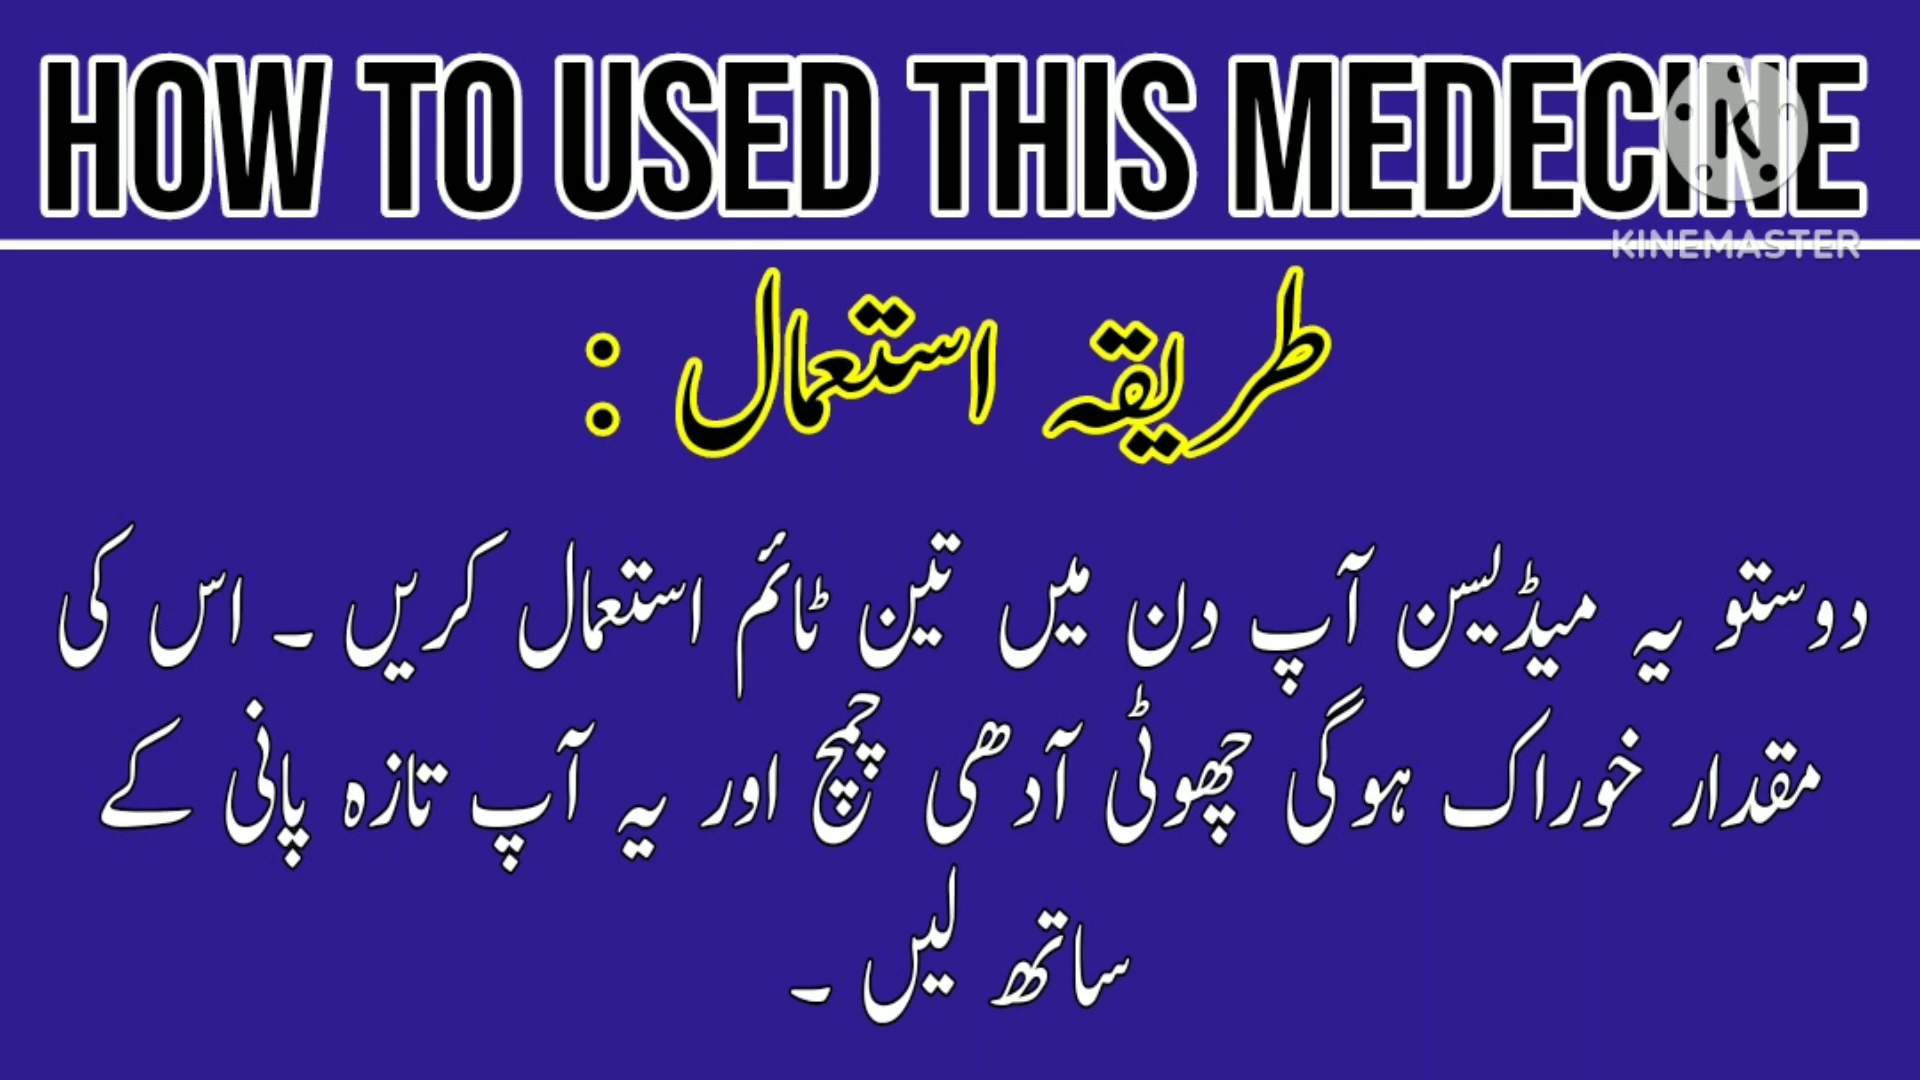 HOW TO USED THIS MEDECINE
KINEMASTER
طریقہ استعمال :
دوستو یہ میڈیسن آپ دن میں تین ٹائم استعمال کریں ۔ اس کی
مقدار خوراک ہوگی چھوٹی آدھی چمچ اور یہ آپ تازہ پانی کے
ساتھ لیں ۔